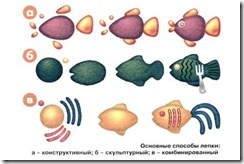 а
б
в
Основные способы лепки:
а – конструктивный; б – скульптурный; в – комбинированный